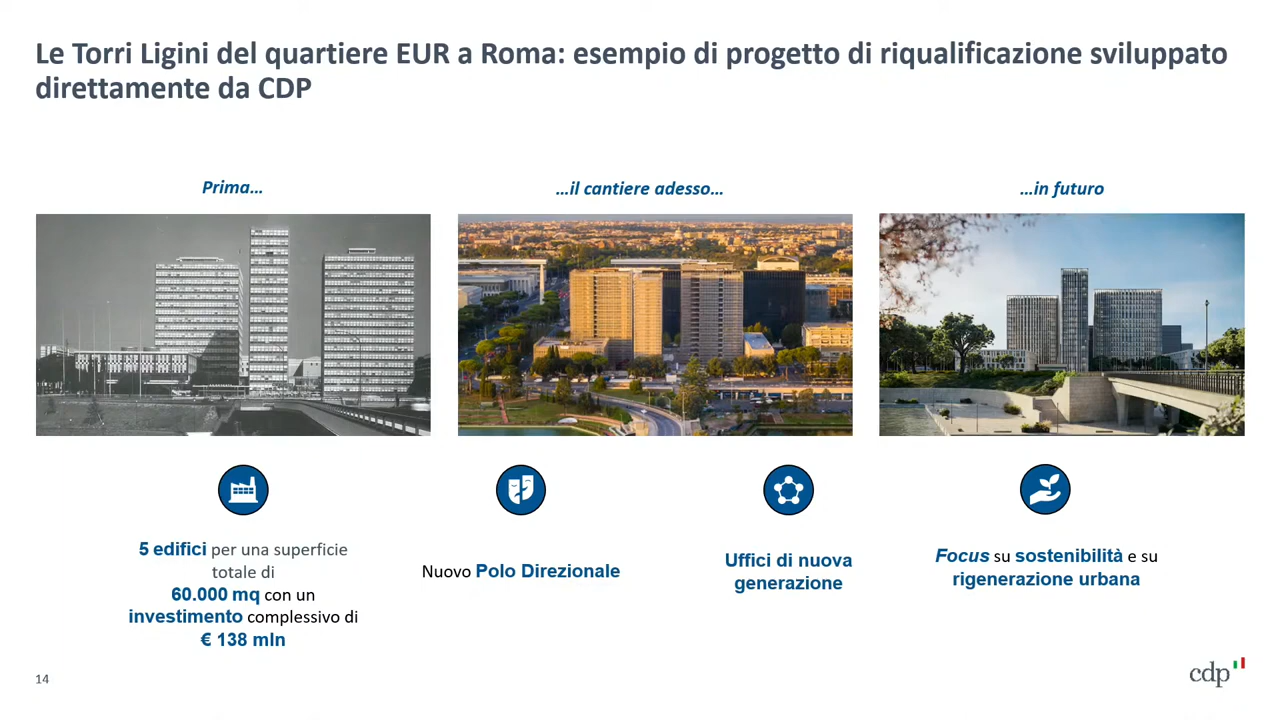 Le Torri Ligini del quartiere EUR a Roma: esempio di progetto di riqualificazione sviluppato
direttamente da CDP
Prima…
…il cantiere adesso…
…in futuro
5 edifici per una superficie
totale di
60.000 mq con un
investimento complessivo di
€ 138 mln
Nuovo Polo Direzionale
Uffici di nuova
generazione
Focus su sostenibilità e su
rigenerazione urbana
14
cdp